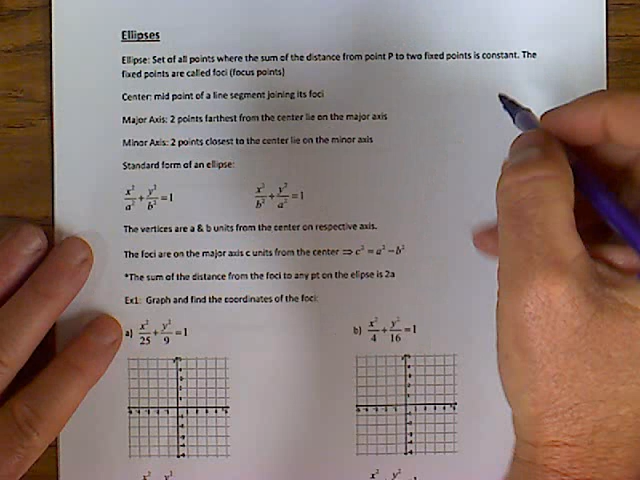 Ellipses
Ellipse: Set of all points where the sum of the distance from point P to two fixed points is constant. The
fixed points are called foci (focus points)
Center: mid point of a line segment joining its foci
Major Axis: 2 points farthest from the center lie on the major axis
Minor Axis: 2 points closest to the center lie on the minor axis
Standard form of an ellipse:
x²/a² + y²/b² = 1    x²/b² + y²/a² = 1
The vertices are a & b units from the center on respective axis.
The foci are on the major axis c units from the center ⇒ c² = a² − b²
*The sum of the distance from the foci to any pt on the elipse is 2a
Ex1: Graph and find the coordinates of the foci:
a) x²/25 + y²/9 = 1    b) x²/4 + y²/16 = 1
x² y²    x² y²